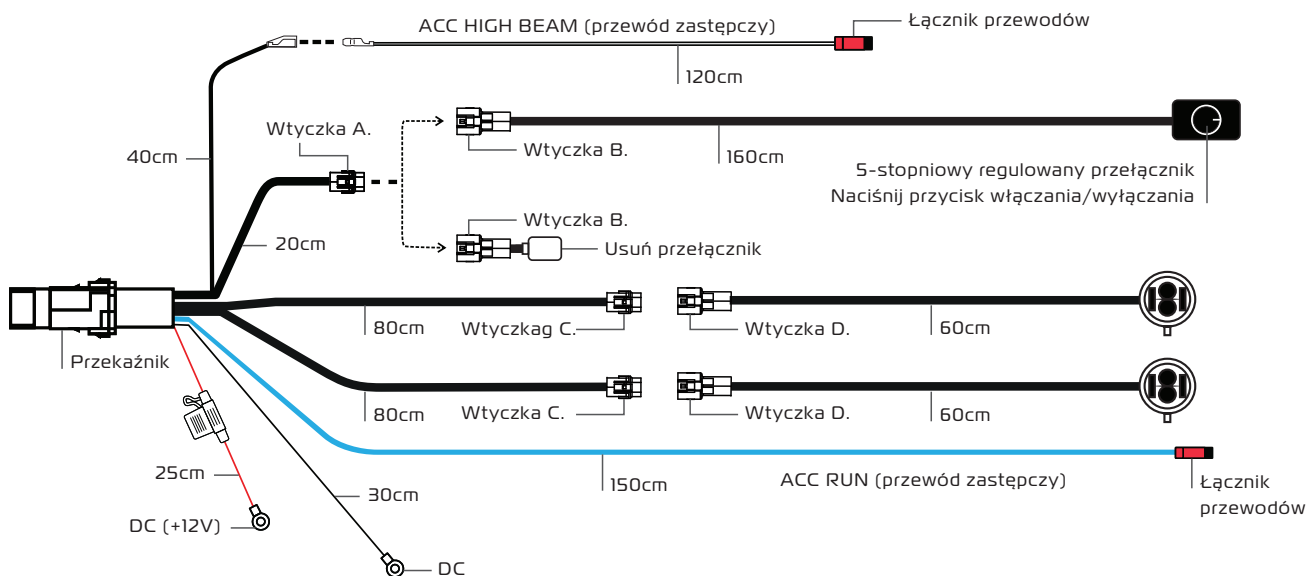 ACC HIGH BEAM (przewód zastępczy)
Łącznik przewodów
120cm
Wtyczka A.
40cm
Wtyczka B.
160cm
5-stopniowy regulowany przełącznik
Naciśnij przycisk włączania/wyłączania
Wtyczka B.
20cm
Usuń przełącznik
80cm
Wtyczkag C.
Wtyczka D.
60cm
Przekaźnik
80cm
Wtyczka C.
Wtyczka D.
60cm
25cm
30cm
150cm
ACC RUN (przewód zastępczy)
Łącznik
przewodów
DC (+12V)
DC